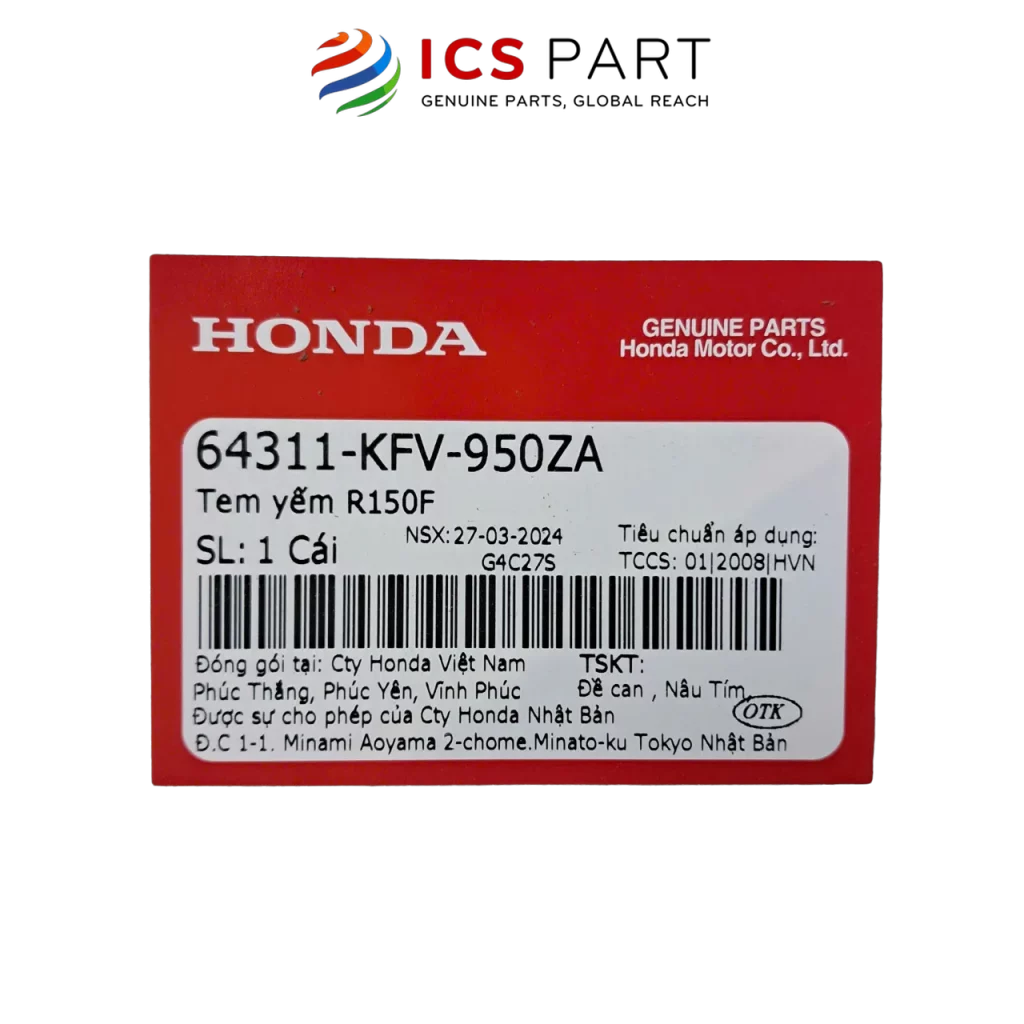 ICS PART
GENUINE PARTS, GLOBAL REACH
HONDA
GENUINE PARTS
Honda Motor Co., Ltd.
64311-KFV-950ZA
Tem yếm R150F
SL: 1 Cái
NSX: 27-03-2024
G4C27S
Tiêu chuẩn áp dụng:
TCCS: 01|2008|HVN
Đóng gói tại: Cty Honda Việt Nam
Phúc Thắng, Phúc Yên, Vĩnh Phúc
TSKT:
Đề can , Nâu Tím
Được sự cho phép của Cty Honda Nhật Bản
OTK
Đ.C 1-1. Minami Aoyama 2-chome.Minato-ku Tokyo Nhật Bản